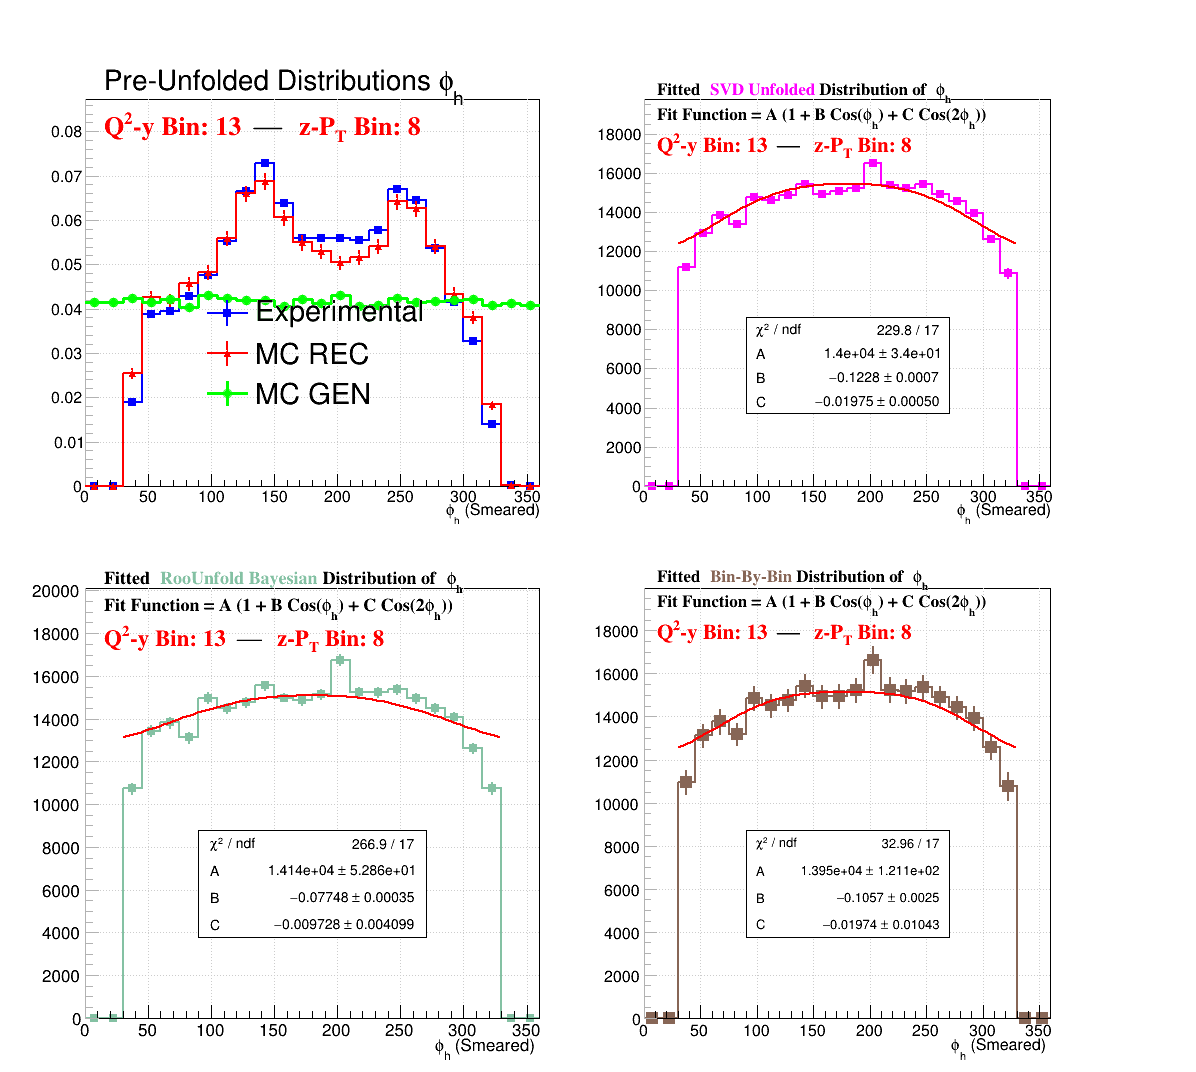 Pre-Unfolded Distributions ϕh
Q²-y Bin: 13 — z-PT Bin: 8
0.08
0.07
0.06
0.05
0.04
0.03
0.02
0.01
0
Experimental
MC REC
MC GEN
0 50 100 150 200 250 300 350
ϕh (Smeared)
Fitted SVD Unfolded Distribution of ϕh
Fit Function = A (1 + B Cos(ϕh) + C Cos(2ϕh))
Q²-y Bin: 13 — z-PT Bin: 8
18000
16000
14000
12000
10000
8000
6000
4000
2000
0
χ² / ndf 229.8 / 17
A 1.4e+04 ± 3.4e+01
B −0.1228 ± 0.0007
C −0.01975 ± 0.00050
0 50 100 150 200 250 300 350
ϕh (Smeared)
Fitted RooUnfold Bayesian Distribution of ϕh
Fit Function = A (1 + B Cos(ϕh) + C Cos(2ϕh))
Q²-y Bin: 13 — z-PT Bin: 8
20000
18000
16000
14000
12000
10000
8000
6000
4000
2000
0
χ² / ndf 266.9 / 17
A 1.414e+04 ± 5.286e+01
B −0.07748 ± 0.00035
C −0.009728 ± 0.004099
0 50 100 150 200 250 300 350
ϕh (Smeared)
Fitted Bin-By-Bin Distribution of ϕh
Fit Function = A (1 + B Cos(ϕh) + C Cos(2ϕh))
Q²-y Bin: 13 — z-PT Bin: 8
18000
16000
14000
12000
10000
8000
6000
4000
2000
0
χ² / ndf 32.96 / 17
A 1.395e+04 ± 1.211e+02
B −0.1057 ± 0.0025
C −0.01974 ± 0.01043
0 50 100 150 200 250 300 350
ϕh (Smeared)